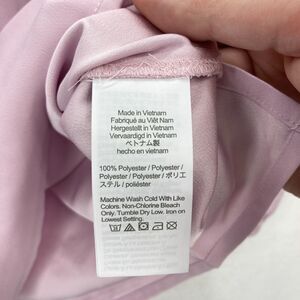 Made in Vietnam
Fabriqué au Việt Nam
Hergestellt in Vietnam
Vervaardigd in Vietnam
ベトナム製
hecho en vietnam
100% Polyester / Polyester /
Polyester / Polyester / ポリエ
ステル / poliéster
Machine Wash Cold With Like
Colors. Non-Chlorine Bleach
Only. Tumble Dry Low. Iron on
Lowest Setting.